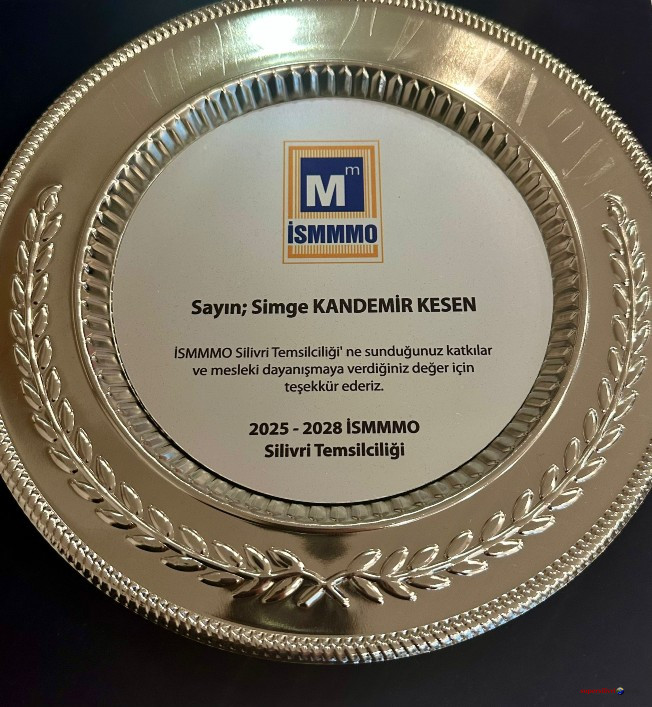 Mm
İSMMMO
Sayın; Simge KANDEMİR KESEN
İSMMMO Silivri Temsilciliği' ne sunduğunuz katkılar
ve mesleki dayanışmaya verdiğiniz değer için
teşekkür ederiz.
2025 - 2028 İSMMMO
Silivri Temsilciliği